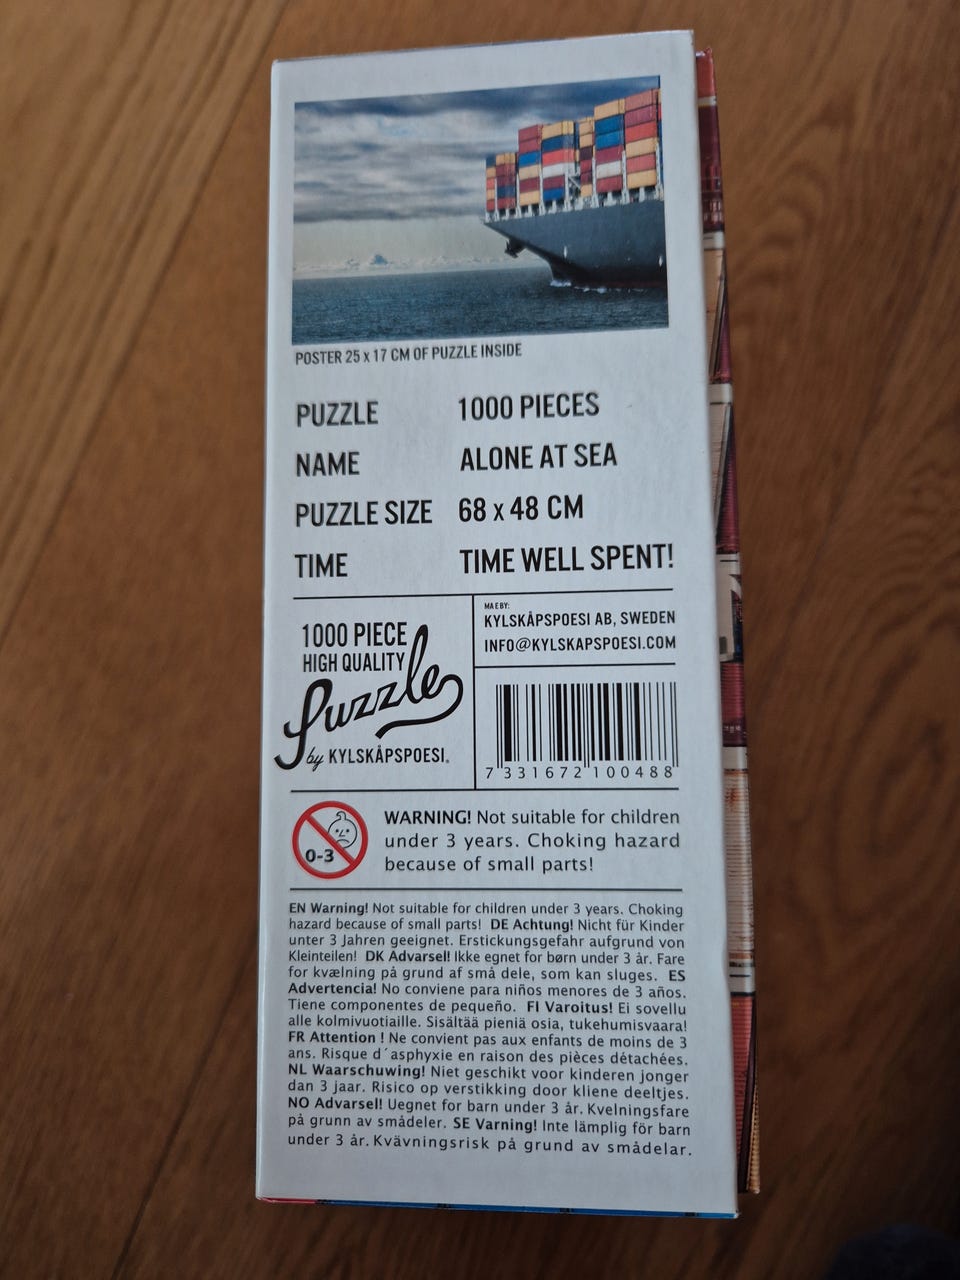 POSTER 25 x 17 CM OF PUZZLE INSIDE
PUZZLE 1000 PIECES
NAME ALONE AT SEA
PUZZLE SIZE 68 x 48 CM
TIME TIME WELL SPENT!
1000 PIECE
HIGH QUALITY
Puzzle
by KYLSKÅPSPOESI®
MAE BY:
KYLSKÅPSPOESI AB, SWEDEN
INFO@KYLSKAPSPOESI.COM
7 331672 100488
0-3
WARNING! Not suitable for children
under 3 years. Choking hazard
because of small parts!
EN Warning! Not suitable for children under 3 years. Choking
hazard because of small parts! DE Achtung! Nicht für Kinder
unter 3 Jahren geeignet. Erstickungsgefahr aufgrund von
Kleinteilen! DK Advarsel! Ikke egnet for børn under 3 år. Fare
for kvælning på grund af små dele, som kan sluges. ES
Advertencia! No conviene para niños menores de 3 años.
Tiene componentes de pequeño. FI Varoitus! Ei sovellu
alle kolmivuotiaille. Sisältää pieniä osia, tukehumisvaara!
FR Attention ! Ne convient pas aux enfants de moins de 3
ans. Risque d´asphyxie en raison des pièces détachées.
NL Waarschuwing! Niet geschikt voor kinderen jonger
dan 3 jaar. Risico op verstikking door kliene deeltjes.
NO Advarsel! Uegnet for barn under 3 år. Kvelningsfare
på grunn av smådeler. SE Varning! Inte lämplig för barn
under 3 år. Kvävningsrisk på grund av smådelar.